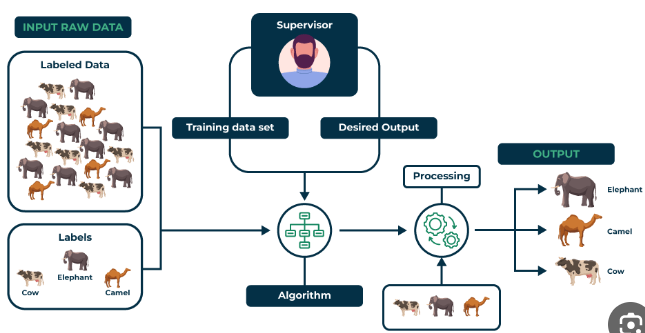 INPUT RAW DATA
Labeled Data
Supervisor
Training data set
Desired Output
Processing
OUTPUT
Elephant
Camel
Cow
Labels
Elephant
Cow
Camel
Algorithm